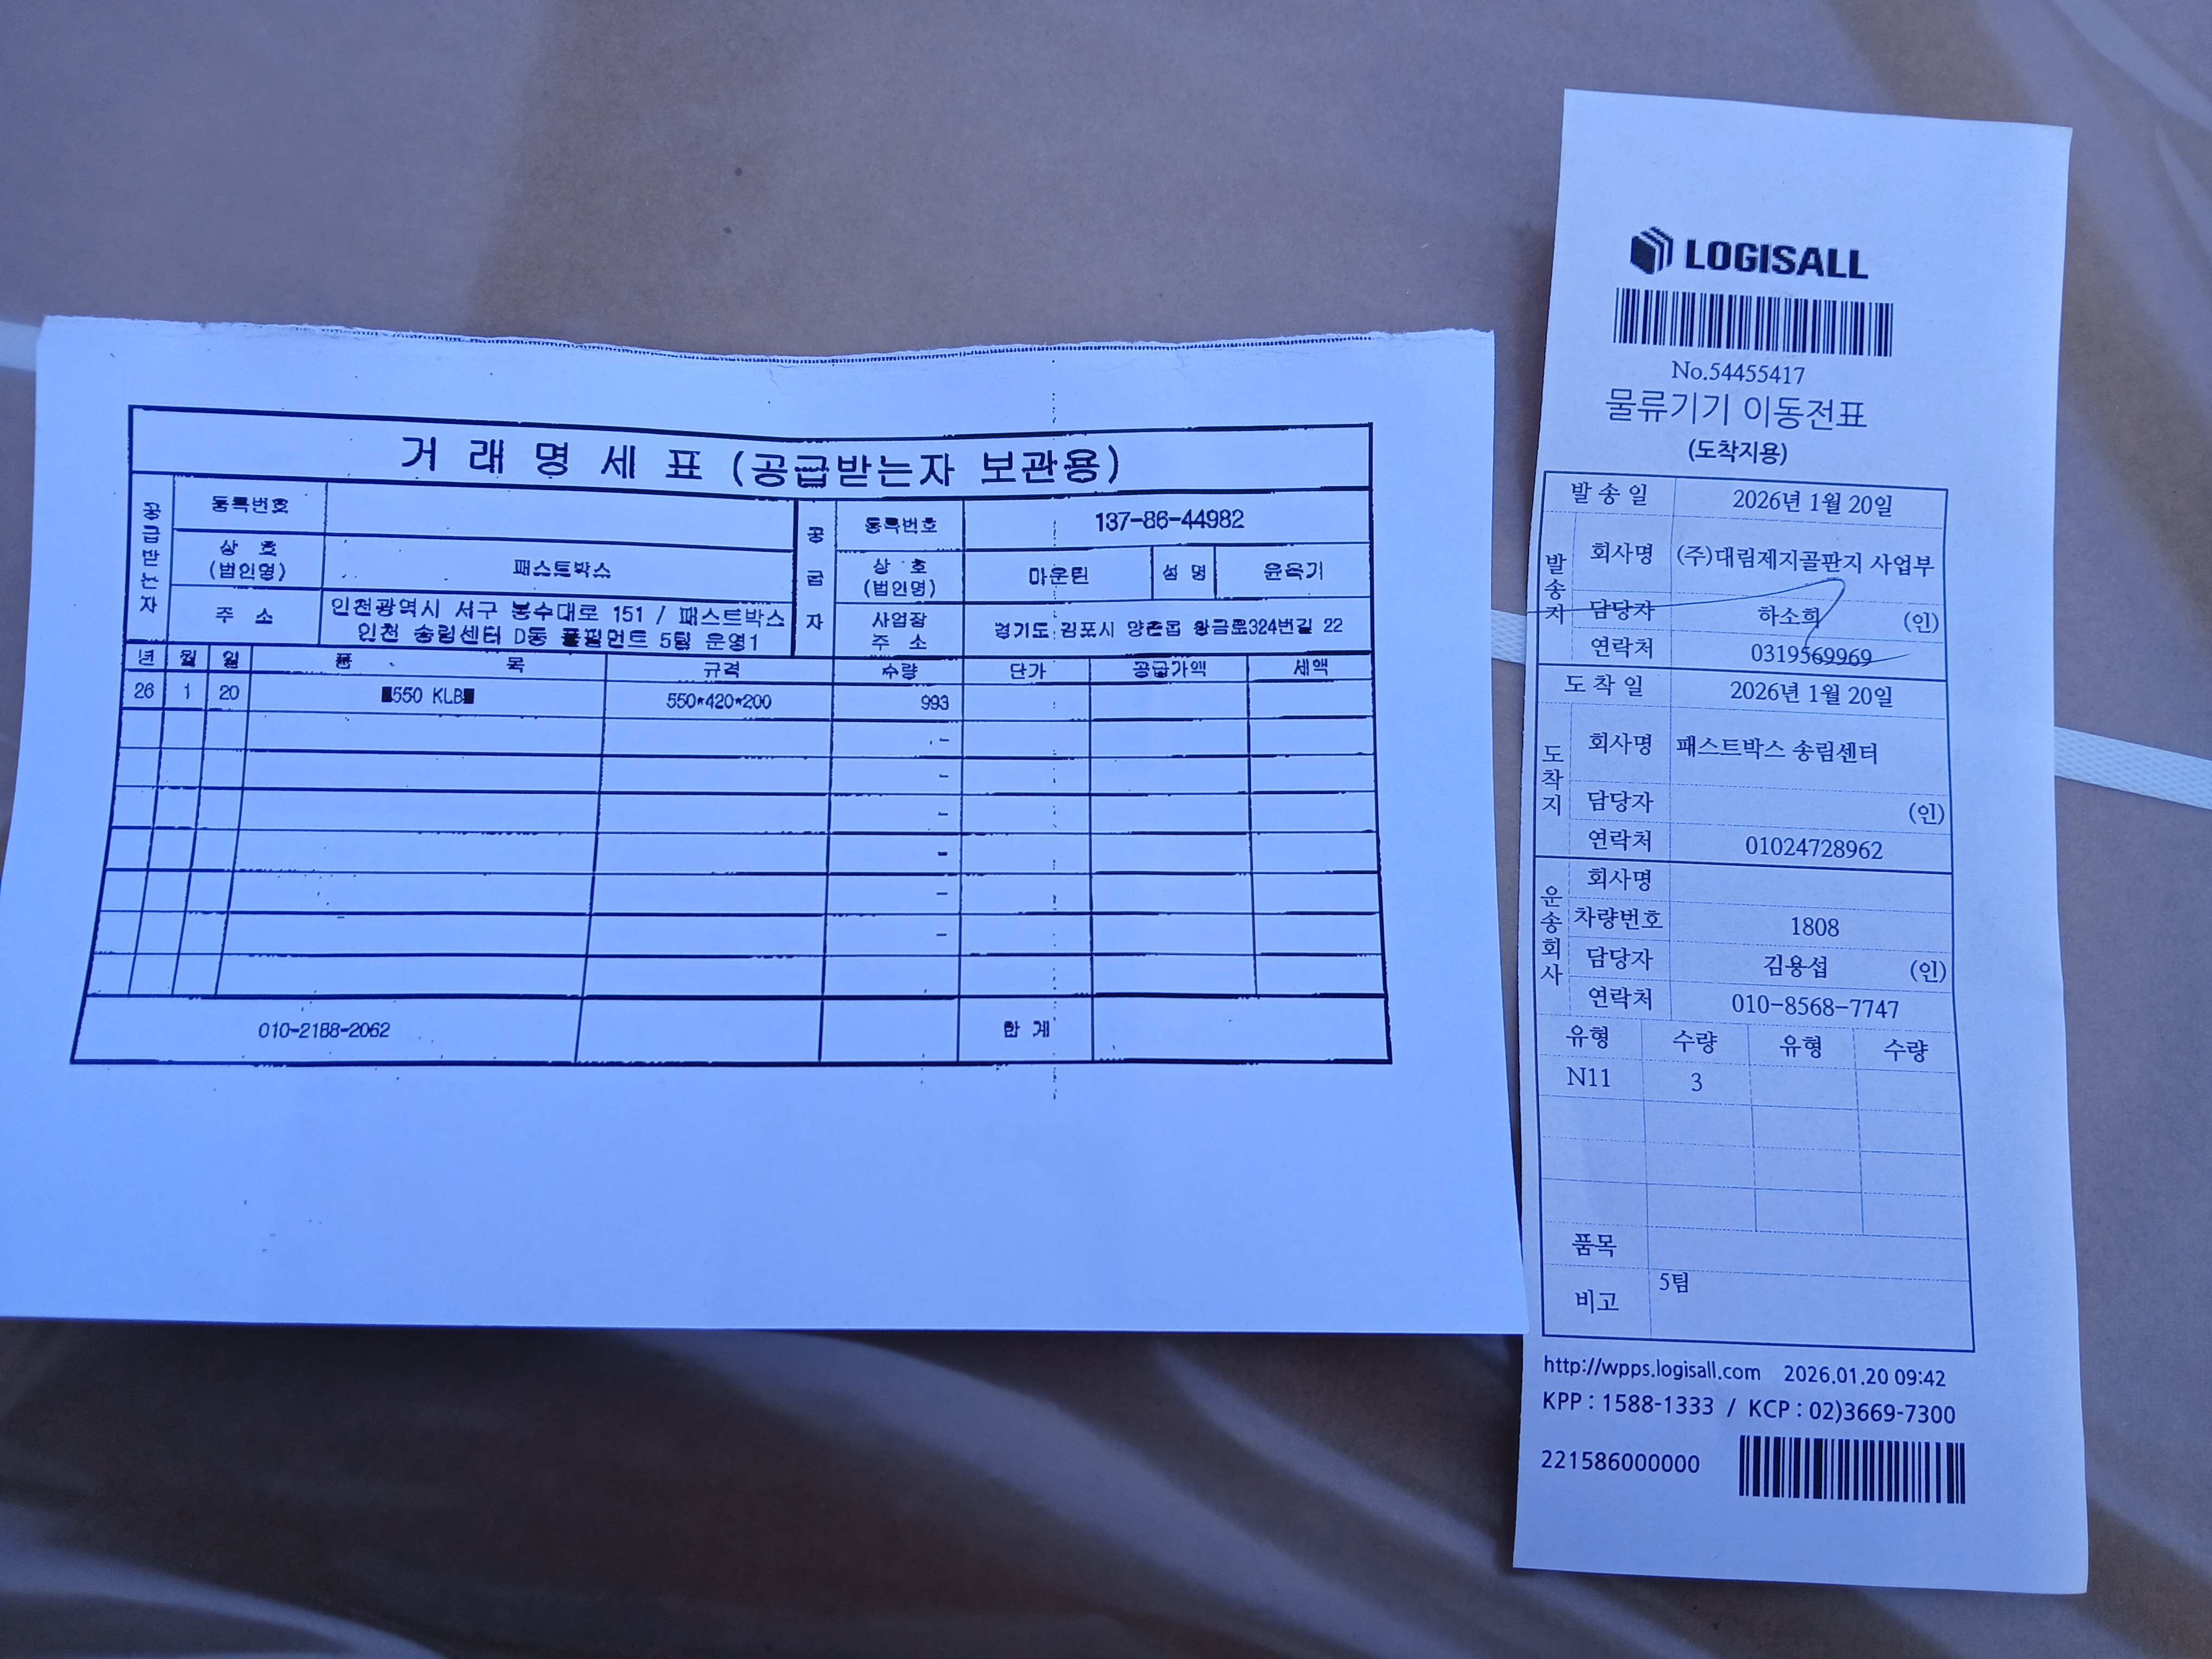 거 래 명 세 표 (공급받는자 보관용)
공급받는자
등록번호
상 호
(법인명)
패스트박스
주 소
인천광역시 서구 봉수대로 151 / 패스트박스
인천 송림센터 D동 풀필먼트 5팀 운영1
공급자
등록번호
137-86-44982
상 호
(법인명)
마운틴
성 명
사업장
주 소
경기도 김포시 양촌읍 황금로324번길 22
년 월 일 품 목 규격 수량 단가 공급가액 세액
26 1 20 ■550 KLB■ 550*420*200 993
-
-
-
-
-
-
010-2188-2062 합 계
LOGISALL
No.54455417
물류기기 이동전표
(도착지용)
발송일 2026년 1월 20일
발송지
회사명 (주)대림제지골판지 사업부
담당자 하소희 (인)
연락처 0319569969
도착일 2026년 1월 20일
도착지
회사명 패스트박스 송림센터
담당자 (인)
연락처 01024728962
운송회사
회사명
차량번호 1808
담당자 김용섭 (인)
연락처 010-8568-7747
유형 수량 유형 수량
N11 3
품목
비고 5팀
http://wpps.logisall.com 2026.01.20 09:42
KPP : 1588-1333 / KCP : 02)3669-7300
221586000000